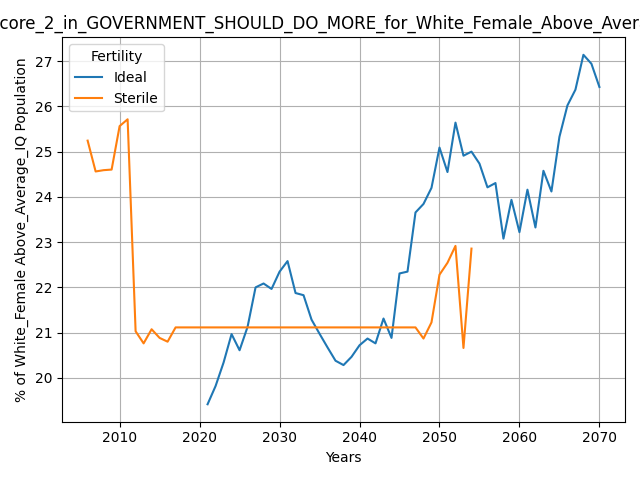 core_2_in_GOVERNMENT_SHOULD_DO_MORE_for_White_Female_Above_Aver
% of White_Female Above_Average_IQ Population
Fertility
Ideal
Sterile
27
26
25
24
23
22
21
20
2010 2020 2030 2040 2050 2060 2070
Years